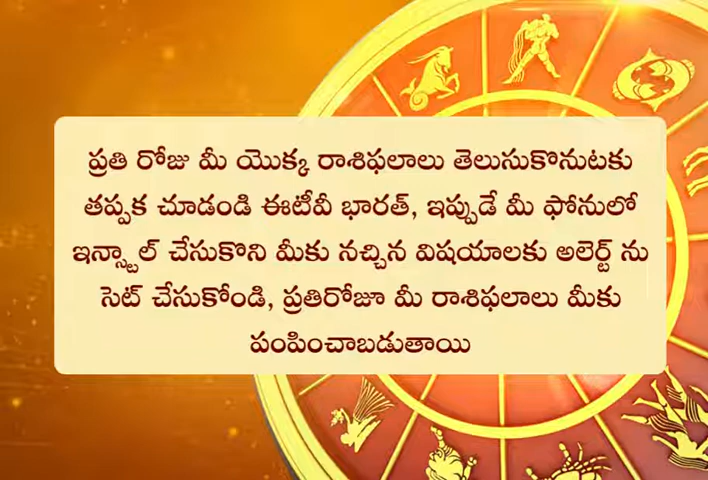 ప్రతి రోజు మీ యొక్క రాశిఫలాలు తెలుసుకొనుటకు
తప్పక చూడండి ఈటీవీ భారత్, ఇప్పుడే మీ ఫోనులో
ఇన్స్టాల్ చేసుకొని మీకు నచ్చిన విషయాలకు అలెర్ట్ ను
సెట్ చేసుకోండి, ప్రతిరోజూ మీ రాశిఫలాలు మీకు
పంపించాబడుతాయి